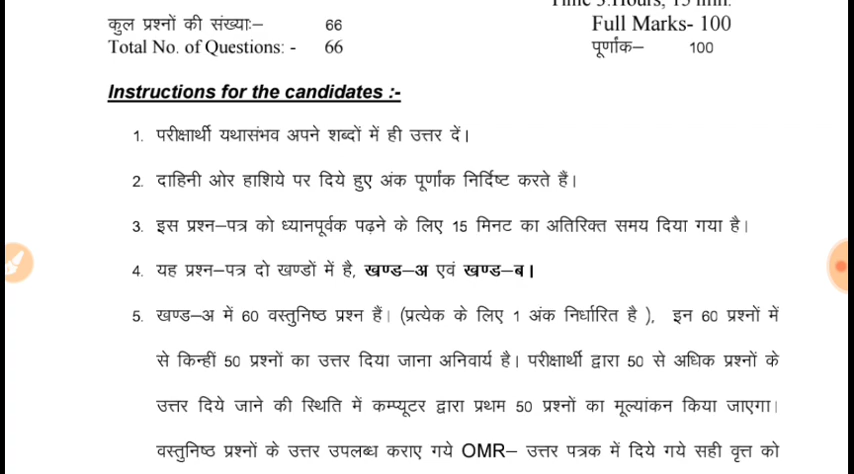 कुल प्रश्नों की संख्याः— 66
Full Marks- 100
Total No. of Questions: - 66
पूर्णांक— 100
Instructions for the candidates :-
1. परीक्षार्थी यथासंभव अपने शब्दों में ही उत्तर दें।
2. दाहिनी ओर हाशिये पर दिये हुए अंक पूर्णांक निर्दिष्ट करते हैं।
3. इस प्रश्न—पत्र को ध्यानपूर्वक पढ़ने के लिए 15 मिनट का अतिरिक्त समय दिया गया है।
4. यह प्रश्न—पत्र दो खण्डों में है, खण्ड—अ एवं खण्ड—ब।
5. खण्ड—अ में 60 वस्तुनिष्ठ प्रश्न हैं। (प्रत्येक के लिए 1 अंक निर्धारित है ), इन 60 प्रश्नों में
से किन्हीं 50 प्रश्नों का उत्तर दिया जाना अनिवार्य है। परीक्षार्थी द्वारा 50 से अधिक प्रश्नों के
उत्तर दिये जाने की स्थिति में कम्प्यूटर द्वारा प्रथम 50 प्रश्नों का मूल्यांकन किया जाएगा।
वस्तुनिष्ठ प्रश्नों के उत्तर उपलब्ध कराए गये OMR— उत्तर पत्रक में दिये गये सही वृत्त को